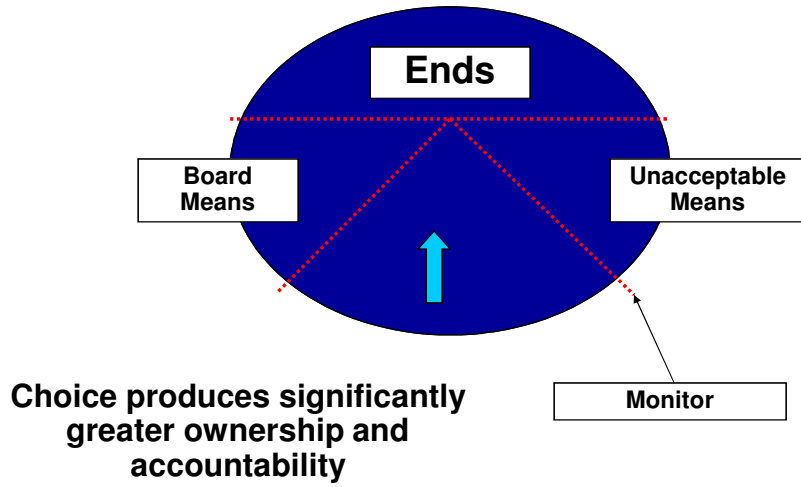 Ends
Board
Means
Unacceptable
Means
Monitor
Choice produces significantly
greater ownership and
accountability